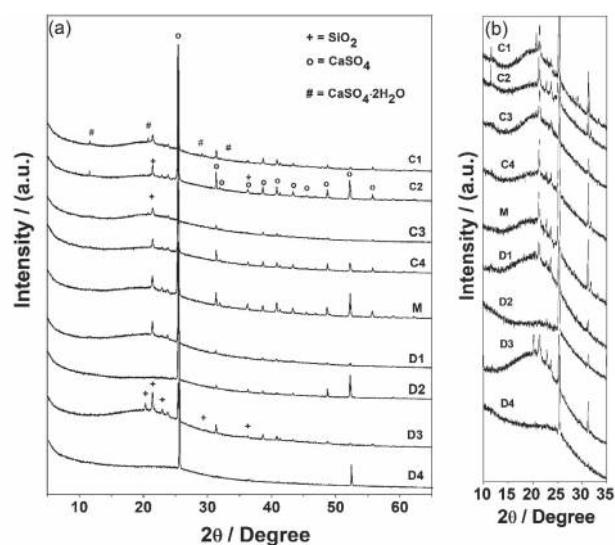 (a)
+ = SiO₂
o = CaSO₄
# = CaSO₄·2H₂O
C1
C2
C3
C4
M
D1
D2
D3
D4
Intensity / (a.u.)
10 20 30 40 50 60
2θ / Degree
(b)
C1
C2
C3
C4
M
D1
D2
D3
D4
Intensity / (a.u.)
10 15 20 25 30 35
2θ / Degree